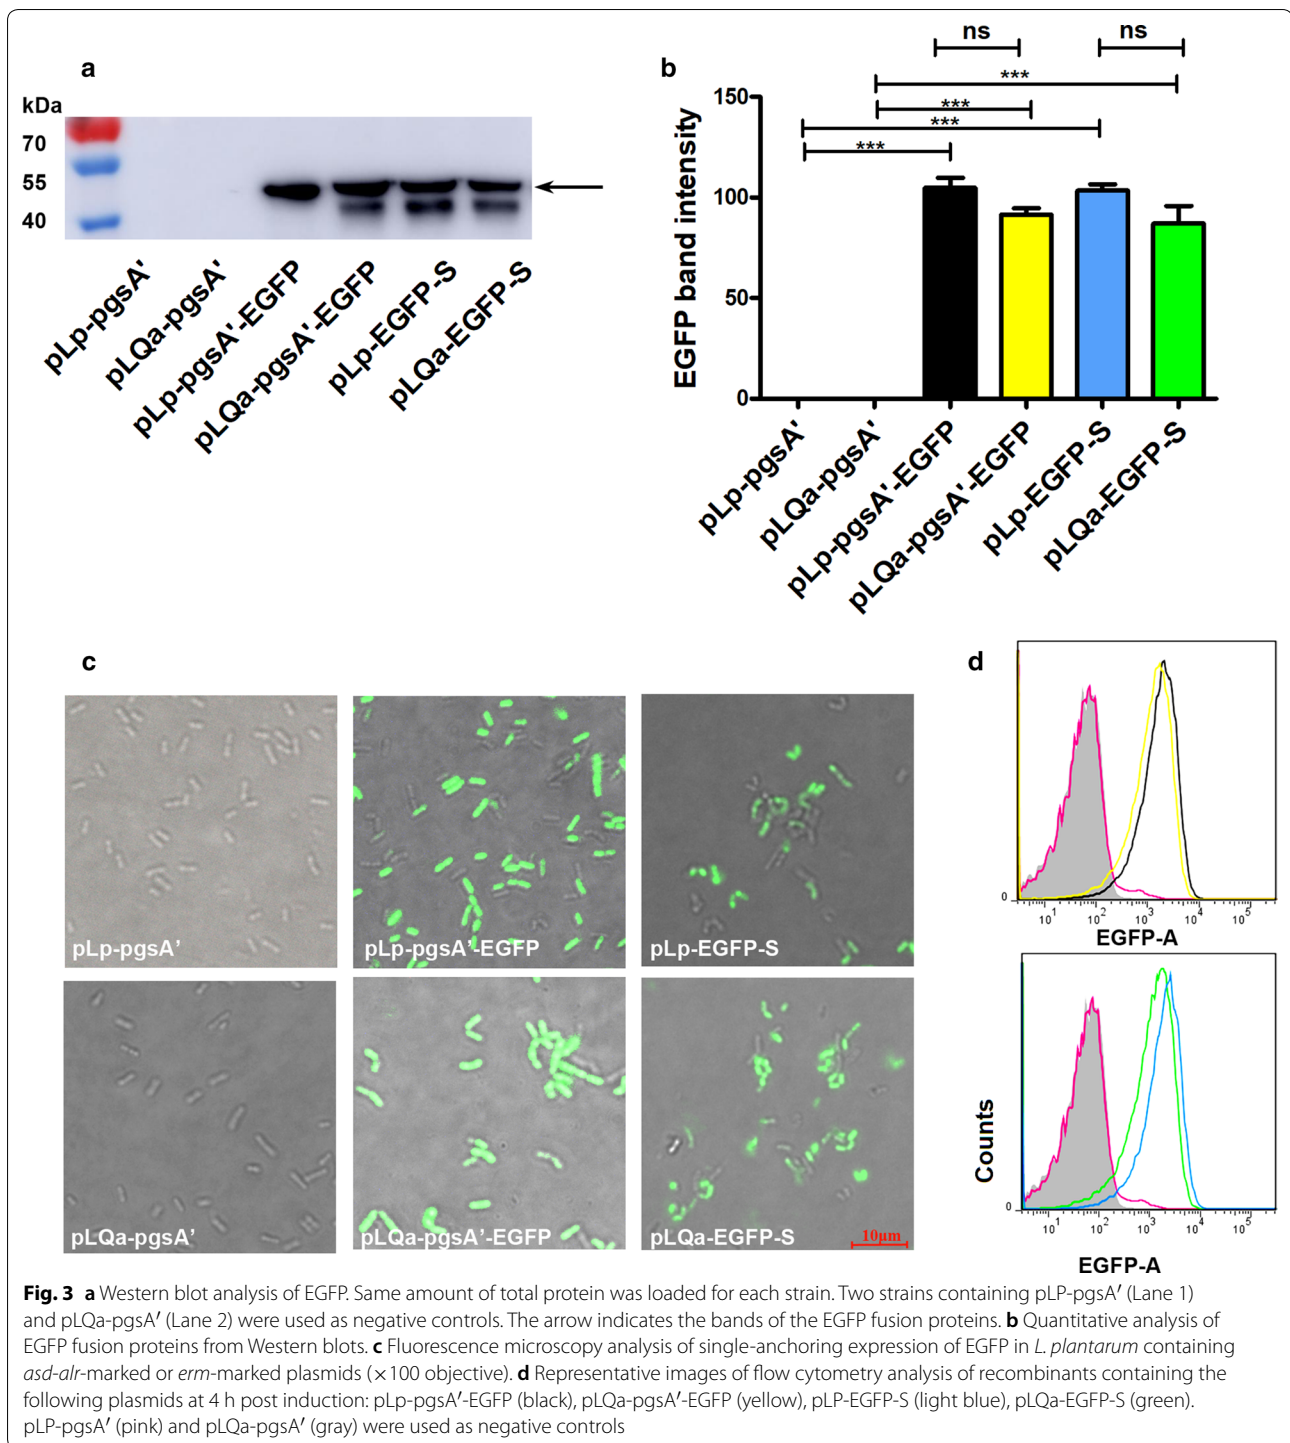 a
kDa
70
55
40
pLp-pgsA'
pLQa-pgsA'
pLp-pgsA'-EGFP
pLQa-pgsA'-EGFP
pLp-EGFP-S
pLQa-EGFP-S
b
ns
ns
***
***
***
***
EGFP band intensity
150
100
50
0
pLp-pgsA'
pLQa-pgsA'
pLp-pgsA'-EGFP
pLQa-pgsA'-EGFP
pLp-EGFP-S
pLQa-EGFP-S
c
pLp-pgsA'
pLp-pgsA'-EGFP
pLp-EGFP-S
pLQa-pgsA'
pLQa-pgsA'-EGFP
pLQa-EGFP-S
10μm
d
0
10¹ 10² 10³ 10⁴ 10⁵
EGFP-A
Counts
0
10¹ 10² 10³ 10⁴ 10⁵
EGFP-A
Fig. 3 a Western blot analysis of EGFP. Same amount of total protein was loaded for each strain. Two strains containing pLP-pgsA′ (Lane 1)
and pLQa-pgsA′ (Lane 2) were used as negative controls. The arrow indicates the bands of the EGFP fusion proteins. b Quantitative analysis of
EGFP fusion proteins from Western blots. c Fluorescence microscopy analysis of single-anchoring expression of EGFP in L. plantarum containing
asd-alr-marked or erm-marked plasmids (×100 objective). d Representative images of flow cytometry analysis of recombinants containing the
following plasmids at 4 h post induction: pLp-pgsA′-EGFP (black), pLQa-pgsA′-EGFP (yellow), pLP-EGFP-S (light blue), pLQa-EGFP-S (green).
pLP-pgsA′ (pink) and pLQa-pgsA′ (gray) were used as negative controls